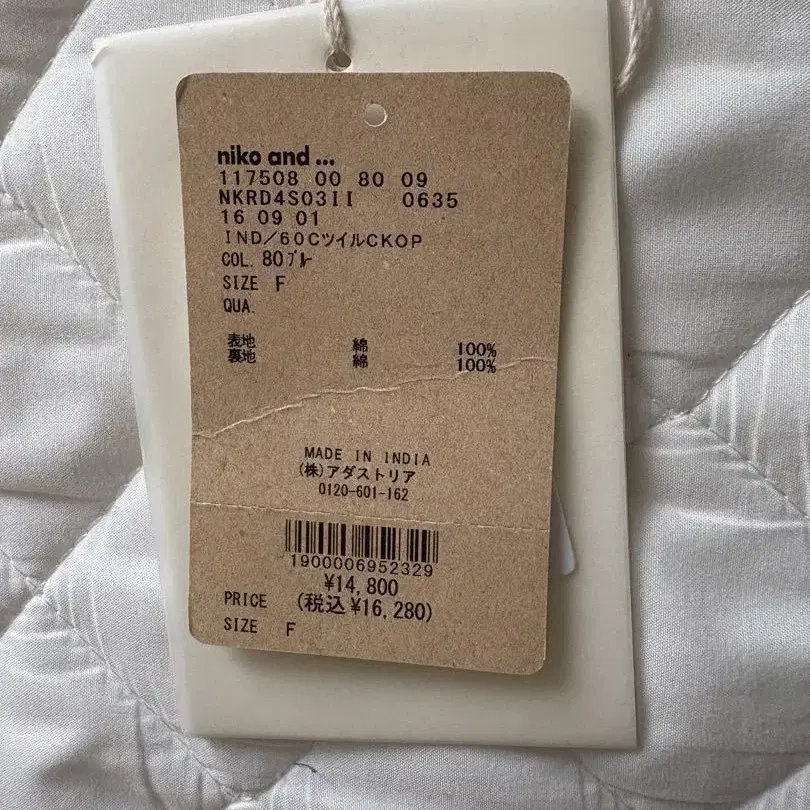 niko and ...
117508 00 80 09
NKRD4S03II 0635
16 09 01
IND/60CツイルCKOP
COL. 80ブルー
SIZE F
QUA.
表地 綿 100%
裏地 綿 100%
MADE IN INDIA
(株)アダストリア
0120-601-162
1900006952329
¥14,800
PRICE (税込¥16,280)
SIZE F